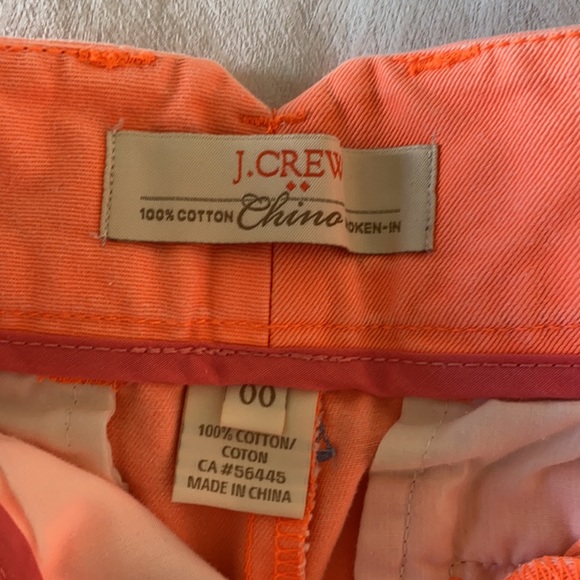 J.CREW
100% COTTON Chino OKEN-IN
00
100% COTTON/
COTON
CA #56445
MADE IN CHINA